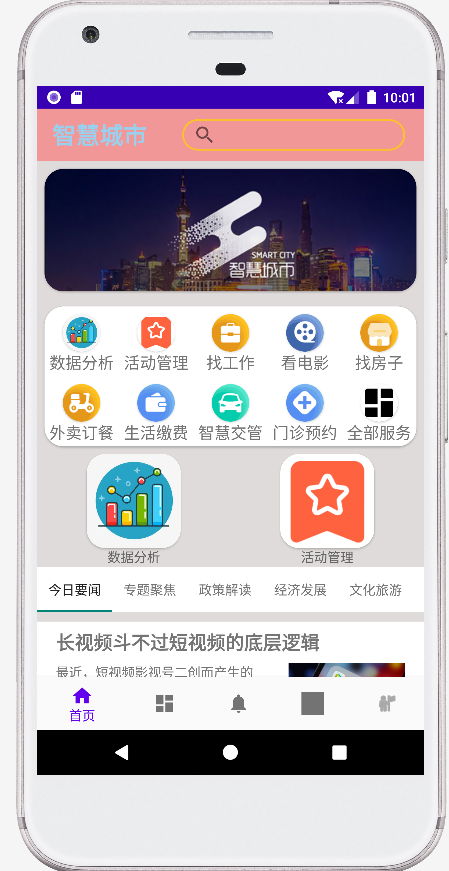 10:01
智慧城市
SMART CITY
智慧城市
数据分析 活动管理 找工作 看电影 找房子
外卖订餐 生活缴费 智慧交管 门诊预约 全部服务
数据分析 活动管理
今日要闻 专题聚焦 政策解读 经济发展 文化旅游
长视频斗不过短视频的底层逻辑
最近，短视频影视号二创而产生的
首页